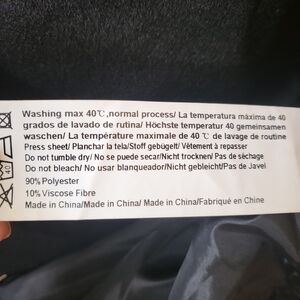 Washing max 40℃,normal process/ La temperatura máxima de 40
grados de lavado de rutina/ Höchste temperatur 40 gemeinsamen
waschen/ La température maximale de 40 ℃ de lavage de routine
Press sheet/ Planchar la tela/Stoff gebügelt/ Vêtement à repasser
Do not tumble dry/ No se puede secar/Nicht trocknen/ Pas de séchage
Do not bleach/ No usar blanqueador/Nicht gebleicht/Pas de Javel
90% Polyester
10% Viscose Fibre
Made in China/Made in China/ Made in China/Fabriqué en Chine